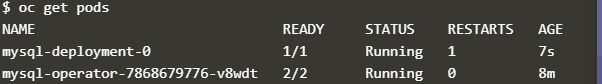 $ oc get pods
NAME READY STATUS RESTARTS AGE
mysql-deployment-0 1/1 Running 1 7s
mysql-operator-7868679776-v8wdt 2/2 Running 0 8m